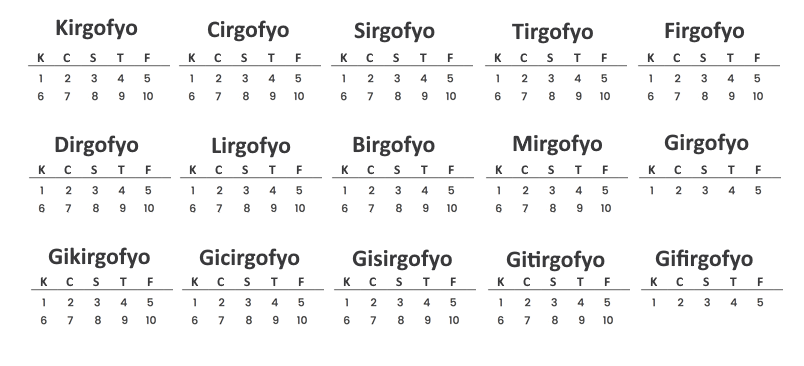 Kirgofyo Cirgofyo Sirgofyo Tirgofyo Firgofyo
K C S T F K C S T F K C S T F K C S T F K C S T F
1 2 3 4 5 1 2 3 4 5 1 2 3 4 5 1 2 3 4 5 1 2 3 4 5
6 7 8 9 10 6 7 8 9 10 6 7 8 9 10 6 7 8 9 10 6 7 8 9 10
Dirgofyo Lirgofyo Birgofyo Mirgofyo Girgofyo
K C S T F K C S T F K C S T F K C S T F K C S T F
1 2 3 4 5 1 2 3 4 5 1 2 3 4 5 1 2 3 4 5 1 2 3 4 5
6 7 8 9 10 6 7 8 9 10 6 7 8 9 10 6 7 8 9 10
Gikirgofyo Gicirgofyo Gisirgofyo Gitirgofyo Gifirgofyo
K C S T F K C S T F K C S T F K C S T F K C S T F
1 2 3 4 5 1 2 3 4 5 1 2 3 4 5 1 2 3 4 5 1 2 3 4 5
6 7 8 9 10 6 7 8 9 10 6 7 8 9 10 6 7 8 9 10